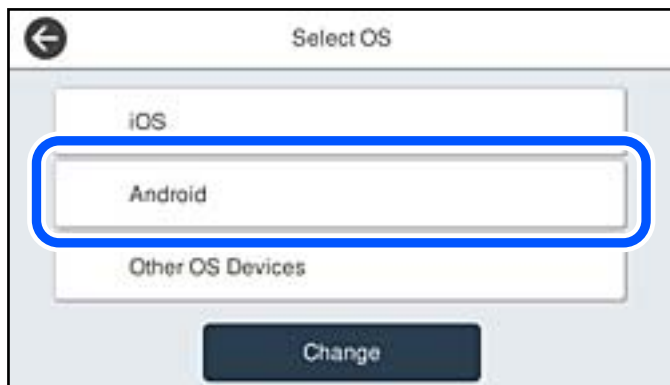 Select OS
iOS
Android
Other OS Devices
Change